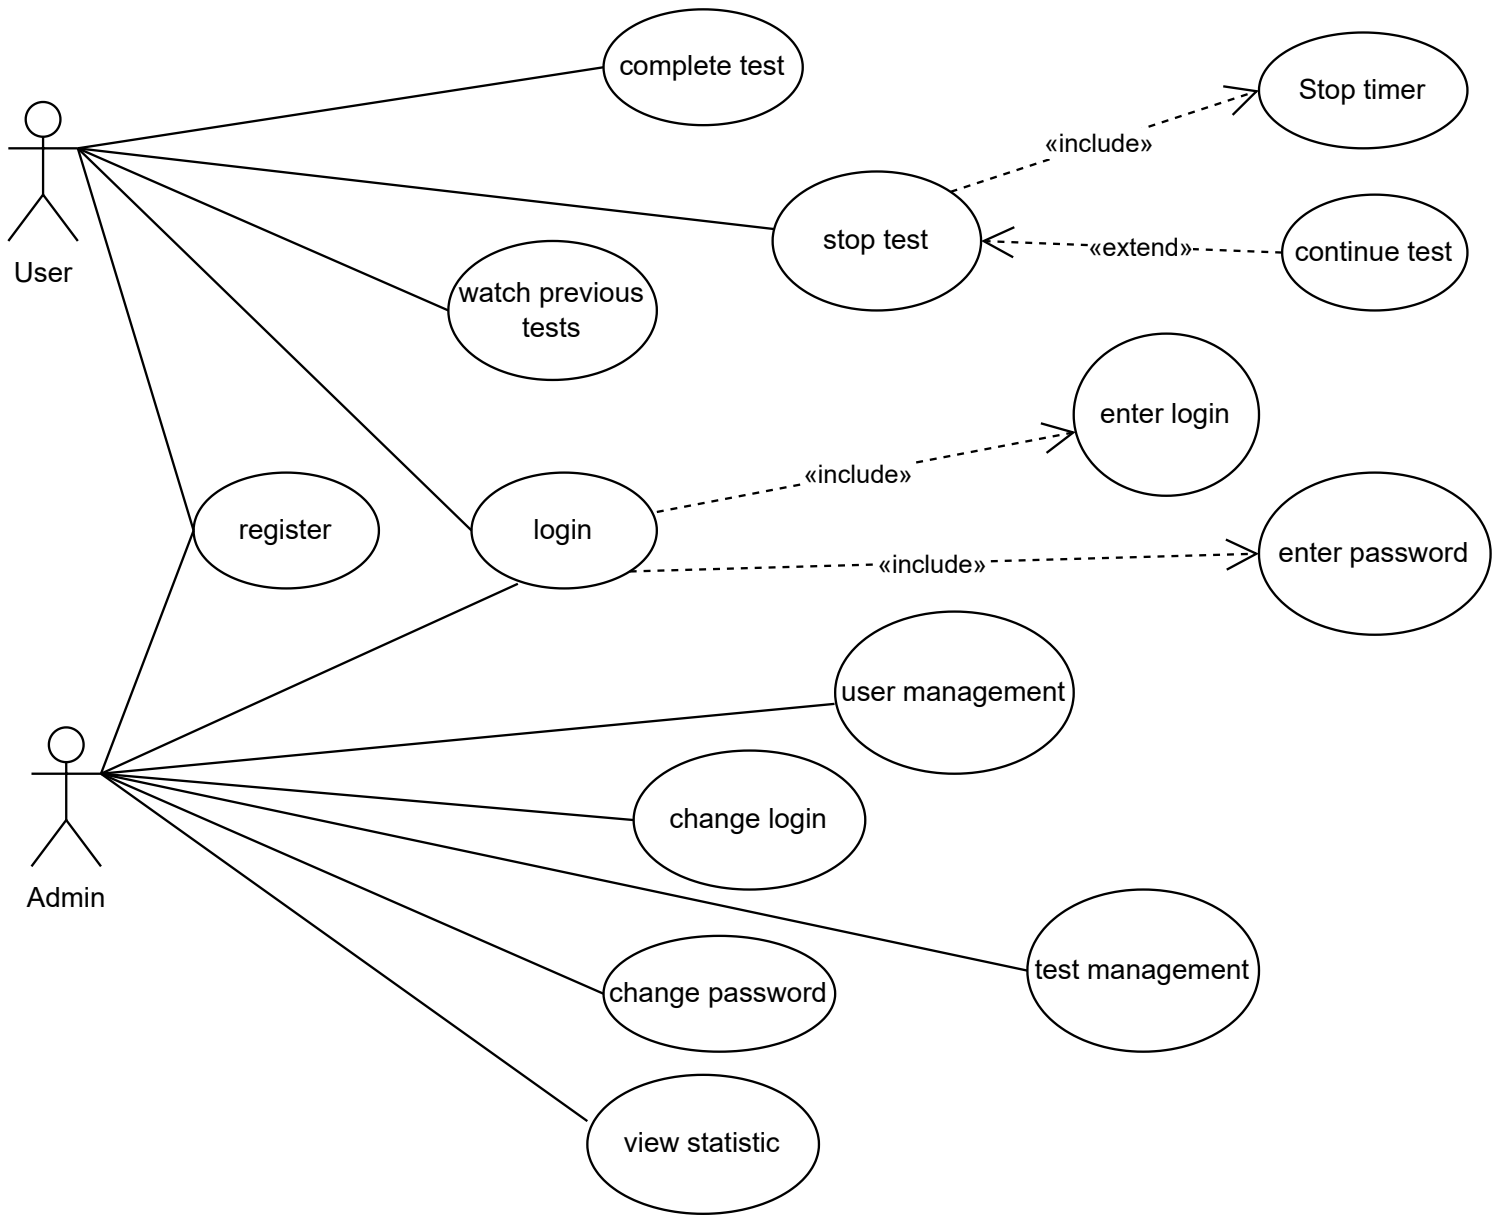 complete test
Stop timer
«include»
stop test
«extend»
continue test
User
watch previous
tests
enter login
«include»
register
login
enter password
«include»
user management
change login
Admin
test management
change password
view statistic